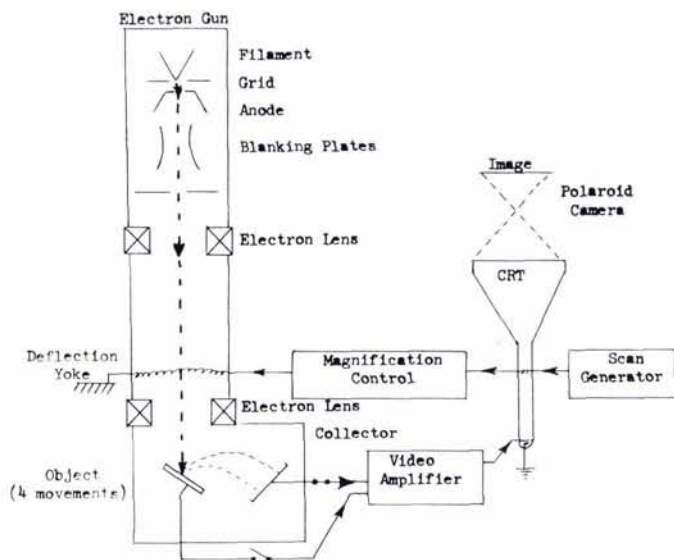 Electron Gun
Filament
Grid
Anode
Blanking Plates
Image
Polaroid
Camera
Electron Lens
CRT
Deflection
Yoke
Magnification
Control
Scan
Generator
Electron Lens
Collector
Object
(4 movements)
Video
Amplifier